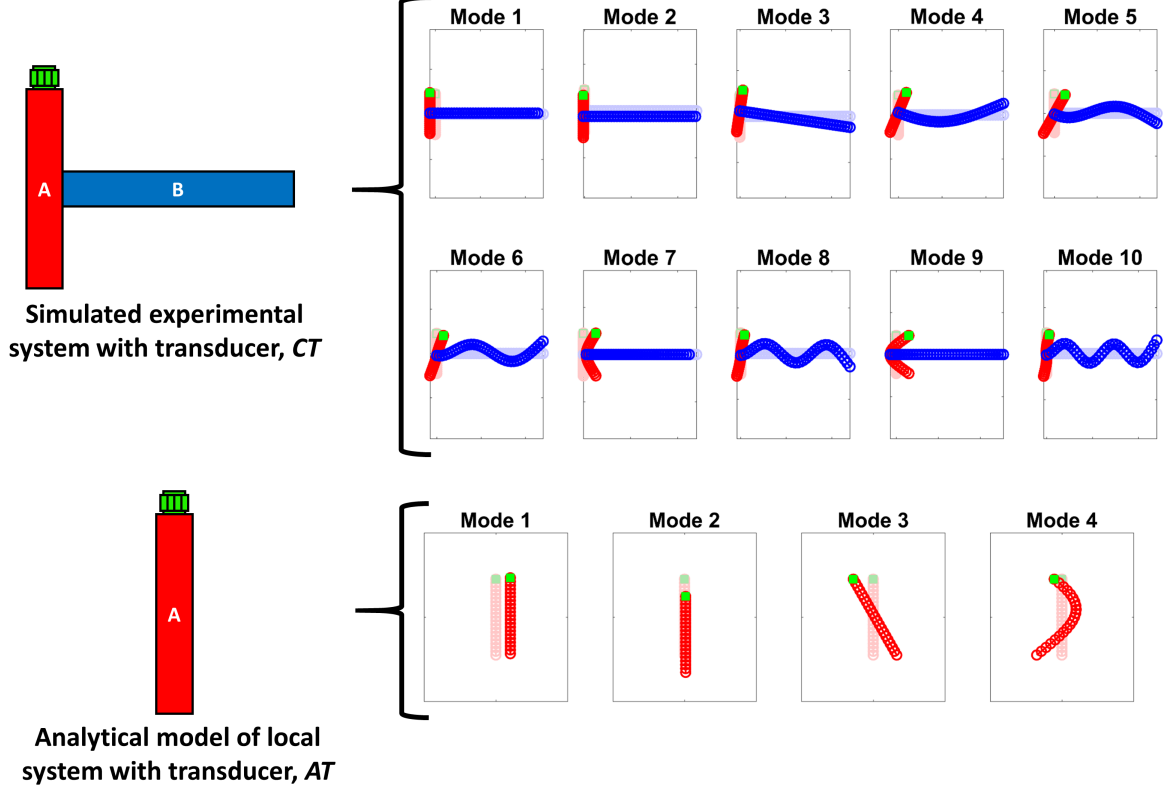 Mode 1
Mode 2
Mode 3
Mode 4
Mode 5
A
B
Mode 6
Mode 7
Mode 8
Mode 9
Mode 10
Simulated experimental
system with transducer, CT
Mode 1
Mode 2
Mode 3
Mode 4
A
Analytical model of local
system with transducer, AT